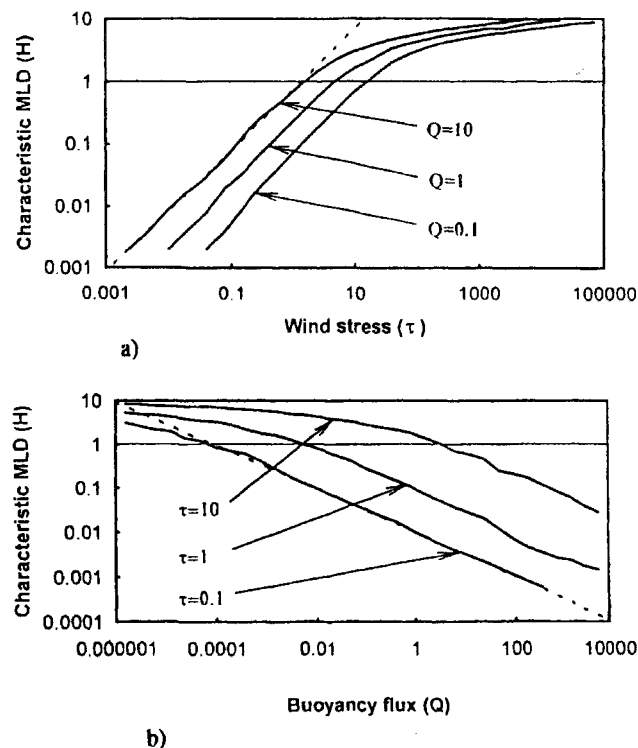 Characteristic MLD (H)
10
1
0.1
0.01
0.001
Q=10
Q=1
Q=0.1
0.001
0.1
10
1000
100000
Wind stress (τ)
a)
Characteristic MLD (H)
10
1
0.1
0.01
0.001
0.0001
τ=10
τ=1
τ=0.1
0.000001
0.0001
0.01
1
100
10000
Buoyancy flux (Q)
b)